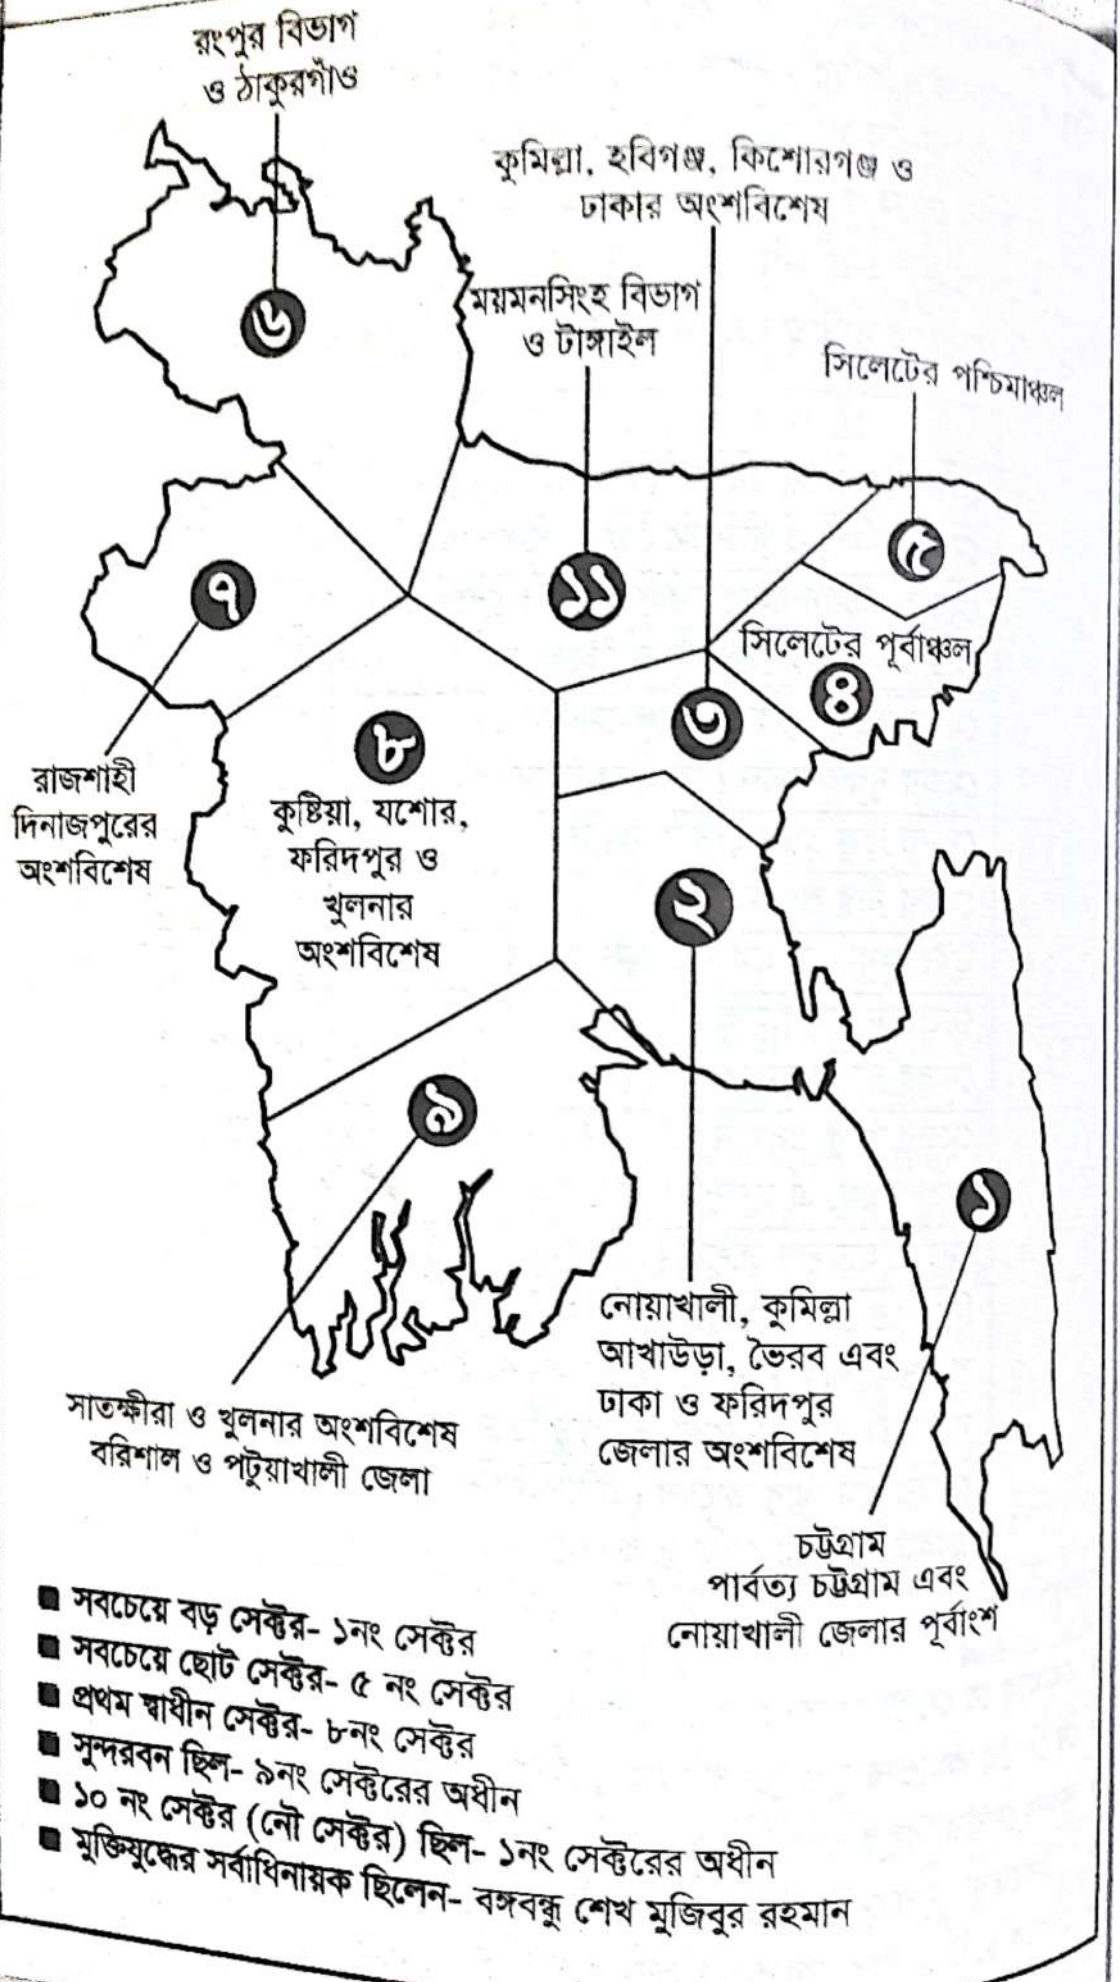 রংপুর বিভাগ
ও ঠাকুরগাঁও
কুমিল্লা, হবিগঞ্জ, কিশোরগঞ্জ ও
ঢাকার অংশবিশেষ
ময়মনসিংহ বিভাগ
ও টাঙ্গাইল
সিলেটের পশ্চিমাঞ্চল
৬
৫
৭
১১
সিলেটের পূর্বাঞ্চল
৪
৩
৮
রাজশাহী
দিনাজপুরের
অংশবিশেষ
কুষ্টিয়া, যশোর,
ফরিদপুর ও
খুলনার
অংশবিশেষ
২
৯
১
নোয়াখালী, কুমিল্লা
আখাউড়া, ভৈরব এবং
ঢাকা ও ফরিদপুর
জেলার অংশবিশেষ
সাতক্ষীরা ও খুলনার অংশবিশেষ
বরিশাল ও পটুয়াখালী জেলা
চট্টগ্রাম
পার্বত্য চট্টগ্রাম এবং
নোয়াখালী জেলার পূর্বাংশ
■ সবচেয়ে বড় সেক্টর- ১নং সেক্টর
■ সবচেয়ে ছোট সেক্টর- ৫ নং সেক্টর
■ প্রথম স্বাধীন সেক্টর- ৮নং সেক্টর
■ সুন্দরবন ছিল- ৯নং সেক্টরের অধীন
■ ১০ নং সেক্টর (নৌ সেক্টর) ছিল- ১নং সেক্টরের অধীন
■ মুক্তিযুদ্ধের সর্বাধিনায়ক ছিলেন- বঙ্গবন্ধু শেখ মুজিবুর রহমান